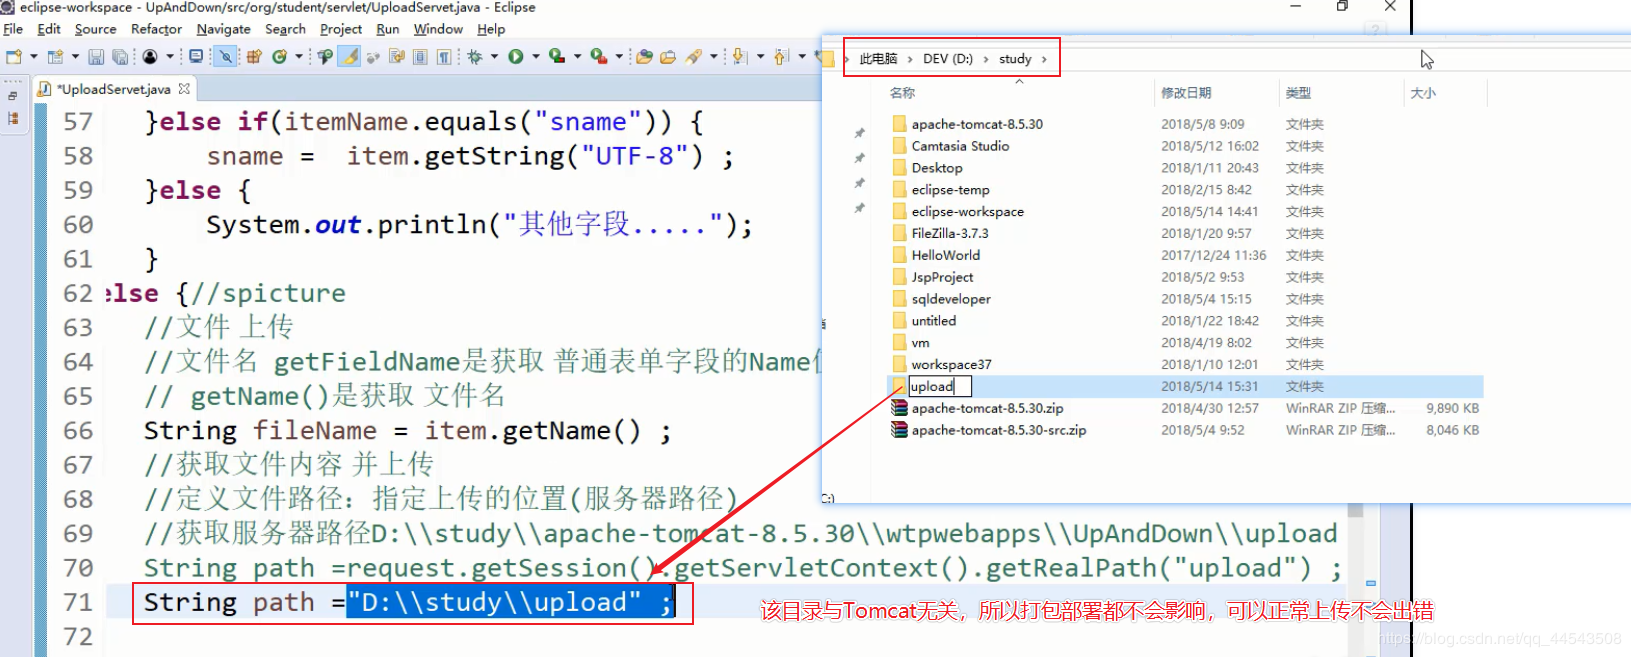 eclipse-workspace - UpAndDown/src/org/student/servlet/UploadServet.java - Eclipse
File Edit Source Refactor Navigate Search Project Run Window Help
*UploadServet.java
57 }else if(itemName.equals("sname")) {
58 sname = item.getString("UTF-8") ;
59 }else {
60 System.out.println("其他字段.....");
61 }
62 else {//spicture
63 //文件 上传
64 //文件名 getFieldName是获取 普通表单字段的Name
65 // getName()是获取 文件名
66 String fileName = item.getName() ;
67 //获取文件内容 并上传
68 //定义文件路径: 指定上传的位置(服务器路径)
69 //获取服务器路径D:\\study\\apache-tomcat-8.5.30\\wtpwebapps\\UpAndDown\\upload
70 String path =request.getSession().getServletContext().getRealPath("upload") ;
71 String path ="D:\\study\\upload" ;
72
此电脑 › DEV (D:) › study ›
名称 修改日期 类型 大小
apache-tomcat-8.5.30 2018/5/8 9:09 文件夹
Camtasia Studio 2018/5/12 16:02 文件夹
Desktop 2018/1/11 20:43 文件夹
eclipse-temp 2018/2/15 8:42 文件夹
eclipse-workspace 2018/5/14 14:41 文件夹
FileZilla-3.7.3 2018/1/20 9:57 文件夹
HelloWorld 2017/12/24 11:36 文件夹
JspProject 2018/5/2 9:53 文件夹
sqldeveloper 2018/5/4 15:15 文件夹
untitled 2018/1/22 18:42 文件夹
vm 2018/4/19 8:02 文件夹
workspace37 2018/1/10 12:01 文件夹
upload 2018/5/14 15:31 文件夹
apache-tomcat-8.5.30.zip 2018/4/30 12:57 WinRAR ZIP 压缩... 9,890 KB
apache-tomcat-8.5.30-src.zip 2018/5/4 9:52 WinRAR ZIP 压缩... 8,046 KB
C:)
该目录与Tomcat无关，所以打包部署都不会影响，可以正常上传不会出错
https://blog.csdn.net/qq_44543508